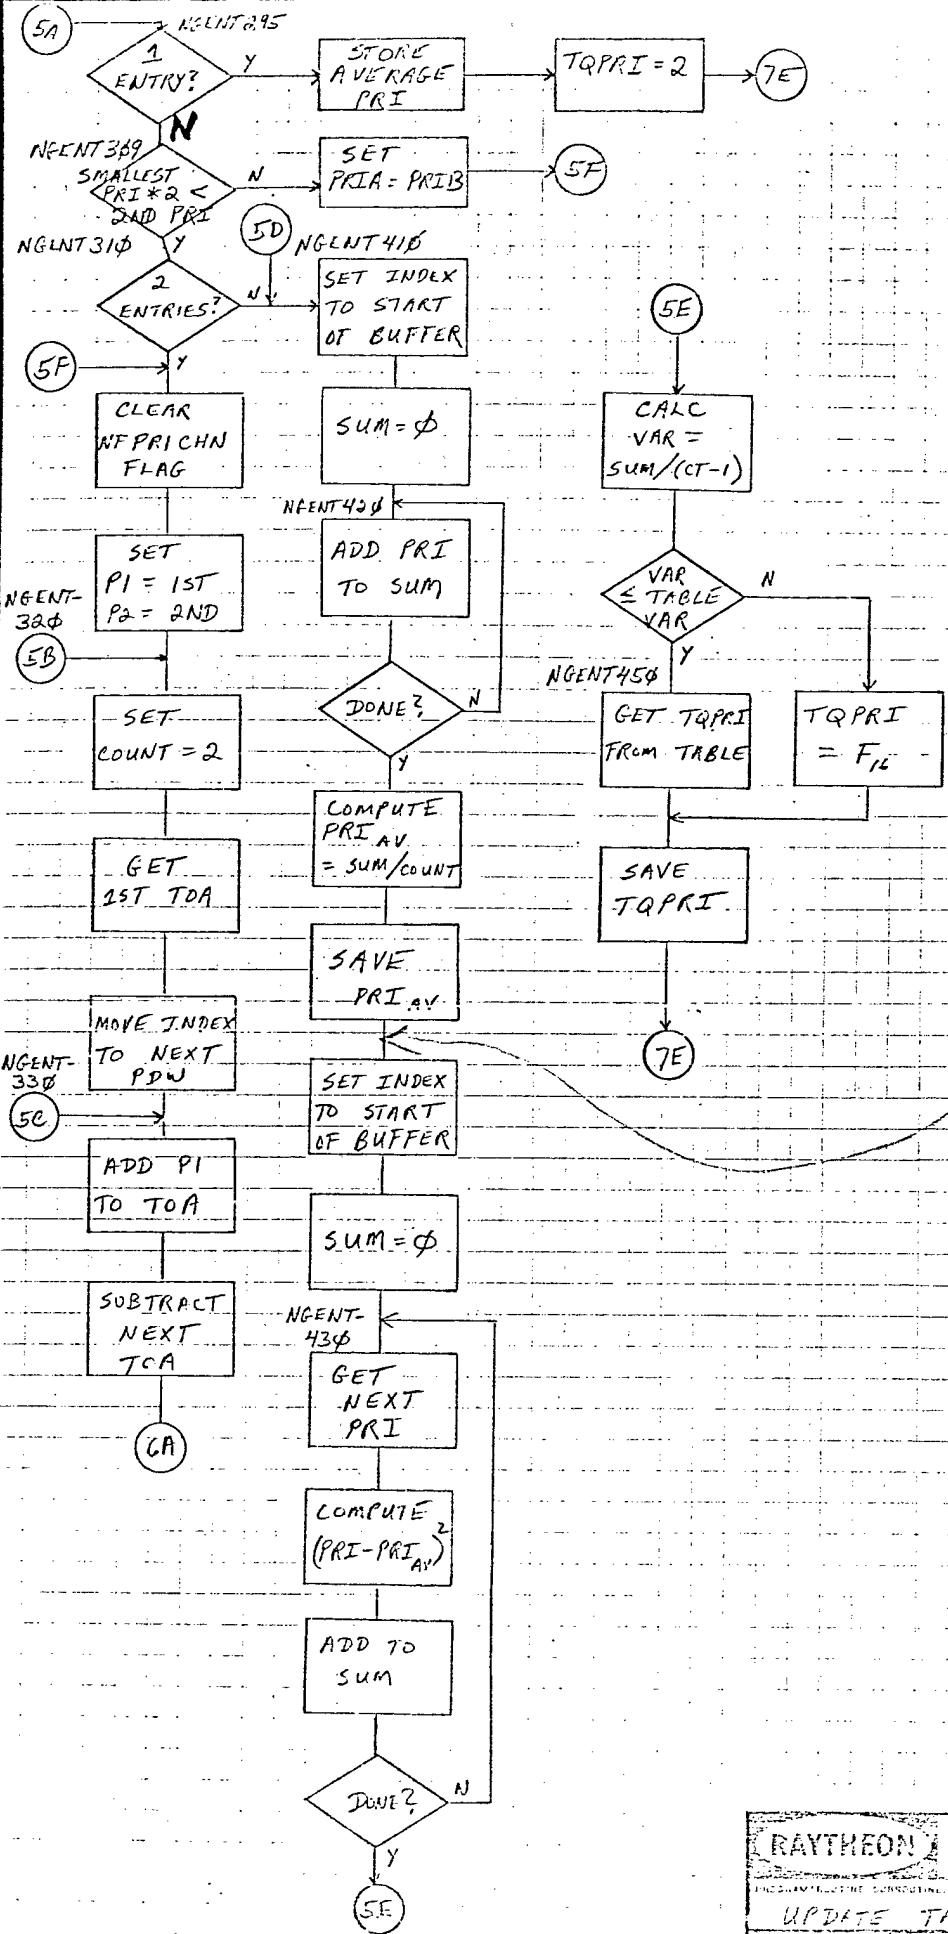 5A
NGENT295
1
ENTRY?
Y
STORE
AVERAGE
PRI
TQPRI = 2
7E
N
NGENT309
SMALLEST
PRI * 2 <
2ND PRI
N
SET
PRIA = PRIB
5F
NGENT310
Y
5D
NGENT410
2
ENTRIES?
N
SET INDEX
TO START
OF BUFFER
5E
5F
Y
CLEAR
NFPRICHN
FLAG
SUM = Ø
CALC
VAR =
SUM/(CT-1)
NGENT420
SET
P1 = 1ST
P2 = 2ND
ADD PRI
TO SUM
VAR
≤ TABLE
VAR
N
NGENT-
320
5B
Y
NGENT450
SET
COUNT = 2
DONE?
N
GET TQPRI
FROM TABLE
TQPRI
= F16
Y
GET
1ST TOA
COMPUTE
PRI AV
= SUM/COUNT
SAVE
TQPRI
SAVE
PRI AV
MOVE INDEX
TO NEXT
PDW
7E
NGENT-
330
5C
SET INDEX
TO START
OF BUFFER
ADD P1
TO TOA
SUM = Ø
SUBTRACT
NEXT
TOA
NGENT-
430
GET
NEXT
PRI
6A
COMPUTE
(PRI-PRI AV)2
ADD TO
SUM
DONE?
N
Y
5E
RAYTHEON
UPDATE